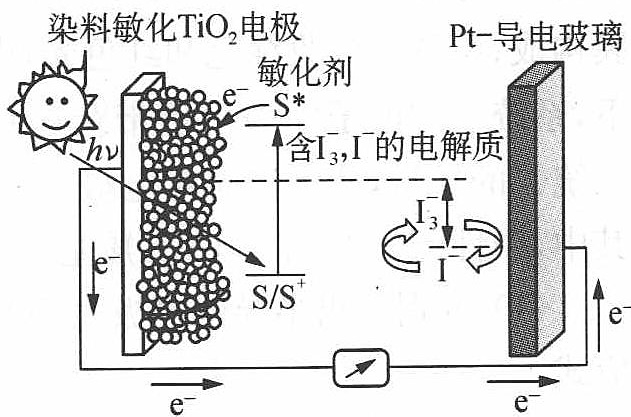 染料敏化TiO₂电极
Pt-导电玻璃
敏化剂
e⁻
S*
hν
含I₃⁻,I⁻的电解质
I₃⁻
I⁻
e⁻
S/S⁺
e⁻
e⁻
e⁻